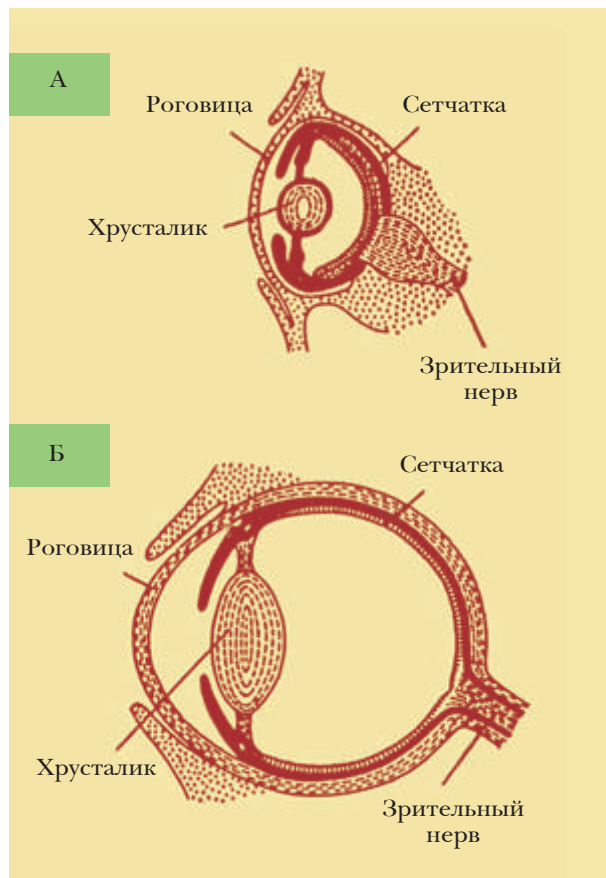 А
Роговица
Сетчатка
Хрусталик
Зрительный
нерв
Б
Сетчатка
Роговица
Хрусталик
Зрительный
нерв